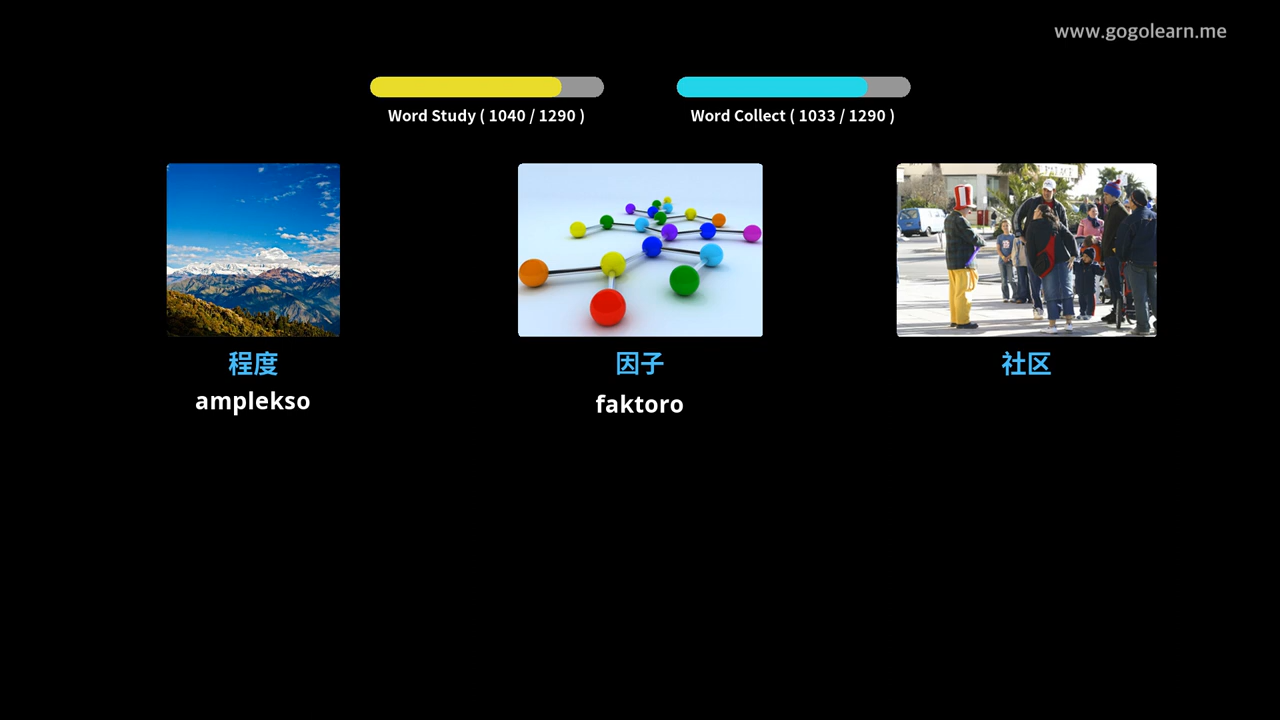 www.gogolearn.me
Word Study ( 1040 / 1290 )
Word Collect ( 1033 / 1290 )
程度
因子
社区
amplekso
faktoro